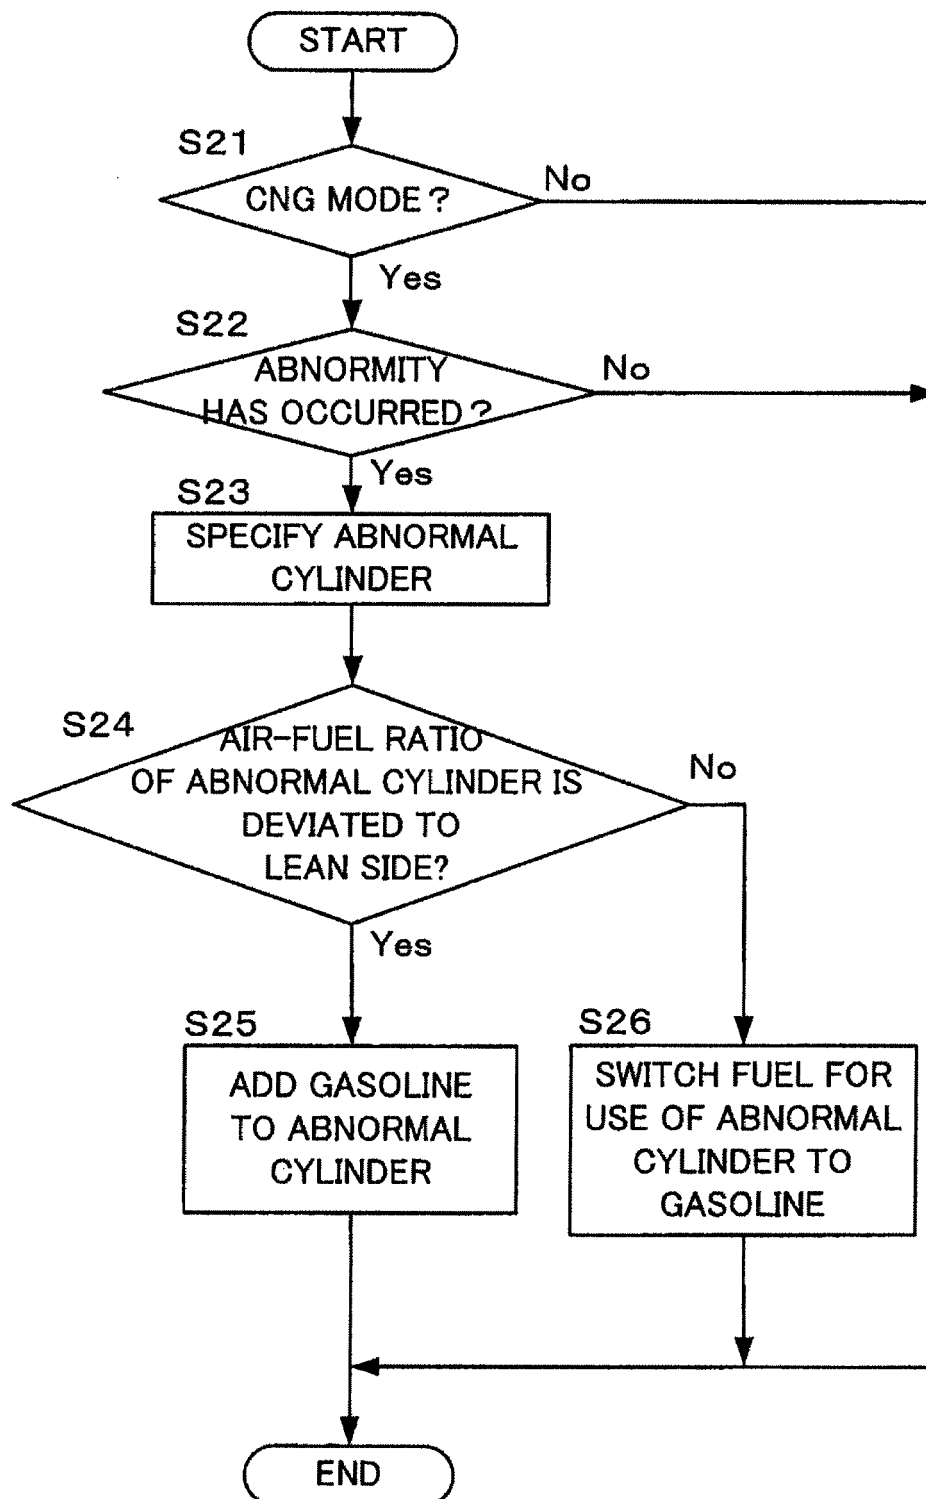 START
S21
CNG MODE?
No
Yes
S22
ABNORMITY
HAS OCCURRED?
No
Yes
S23
SPECIFY ABNORMAL
CYLINDER
S24
AIR-FUEL RATIO
OF ABNORMAL CYLINDER IS
DEVIATED TO
LEAN SIDE?
No
Yes
S25
ADD GASOLINE
TO ABNORMAL
CYLINDER
S26
SWITCH FUEL FOR
USE OF ABNORMAL
CYLINDER TO
GASOLINE
END